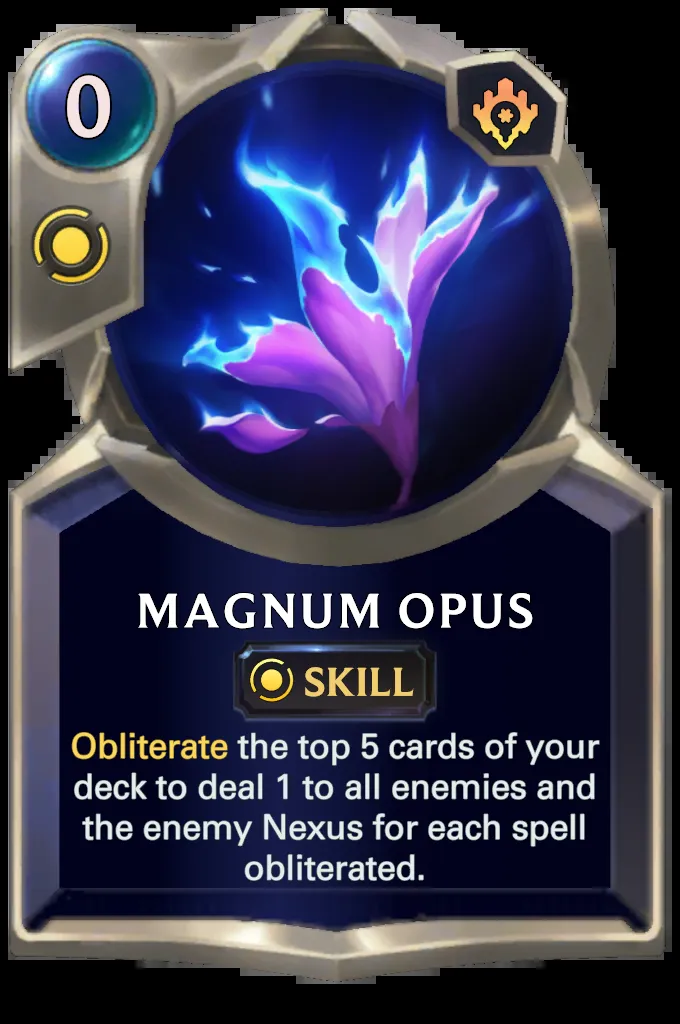 0
MAGNUM OPUS
SKILL
Obliterate the top 5 cards of your
deck to deal 1 to all enemies and
the enemy Nexus for each spell
obliterated.